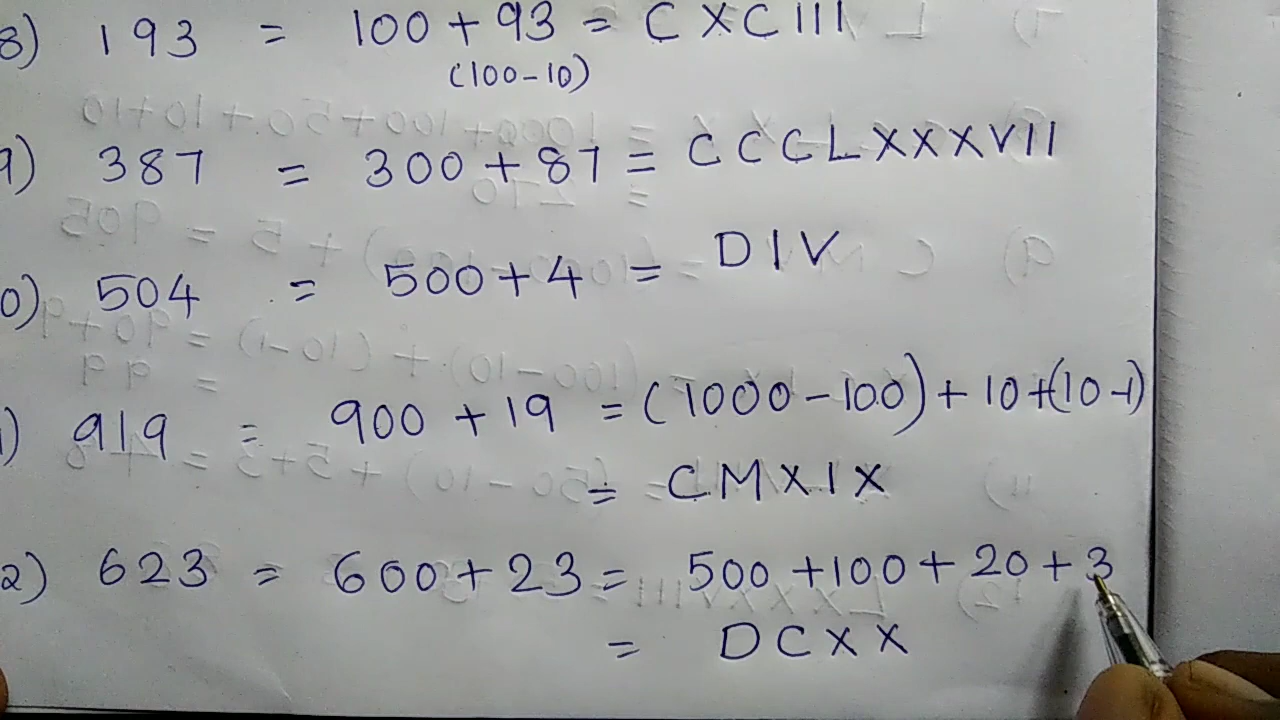 8) 193 = 100 + 93 = CXCIII
(100-10)
9) 387 = 300 + 87 = CCCLXXXVII
0) 504 = 500 + 4 = DIV
1) 919 = 900 + 19 = (1000 - 100) + 10 + (10-1)
= CMXIX
2) 623 = 600 + 23 = 500 + 100 + 20 + 3
= DCXX